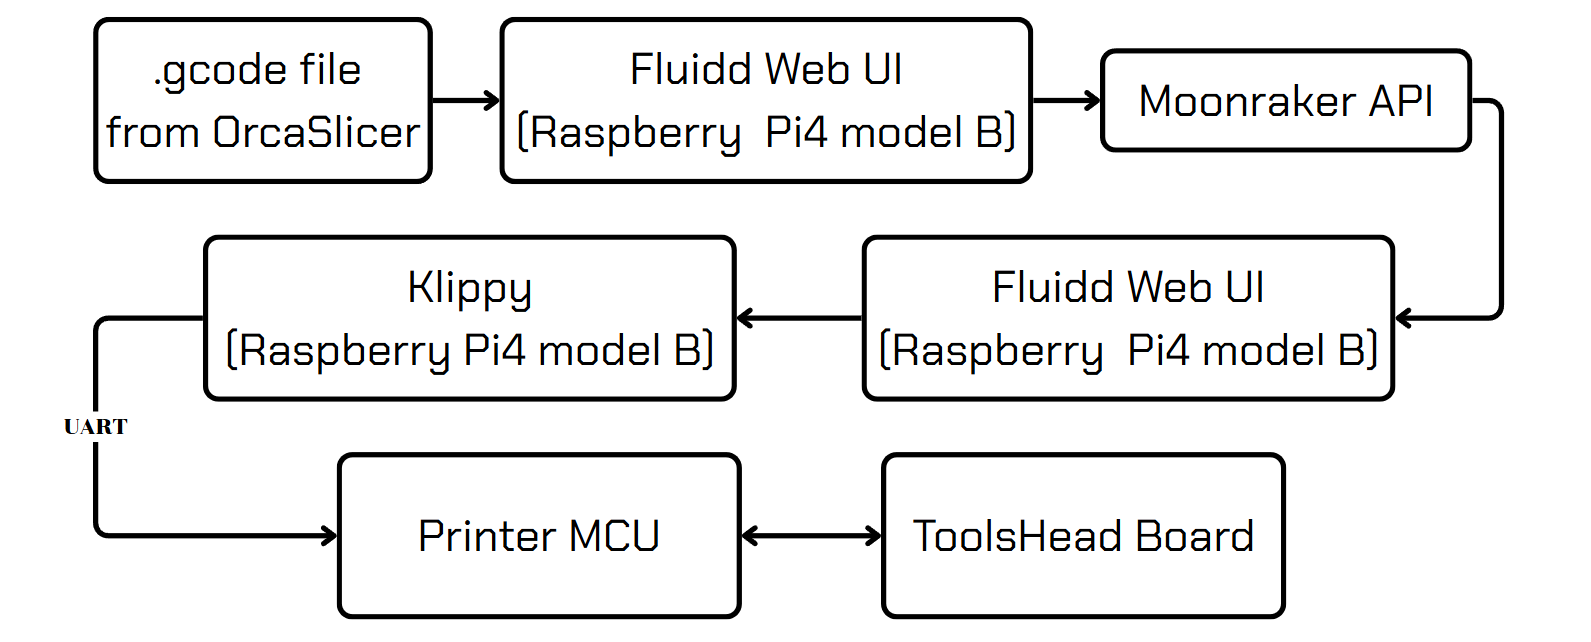 .gcode file
from OrcaSlicer
Fluidd Web UI
(Raspberry Pi4 model B)
Moonraker API
Fluidd Web UI
(Raspberry Pi4 model B)
Klippy
(Raspberry Pi4 model B)
UART
Printer MCU
ToolsHead Board